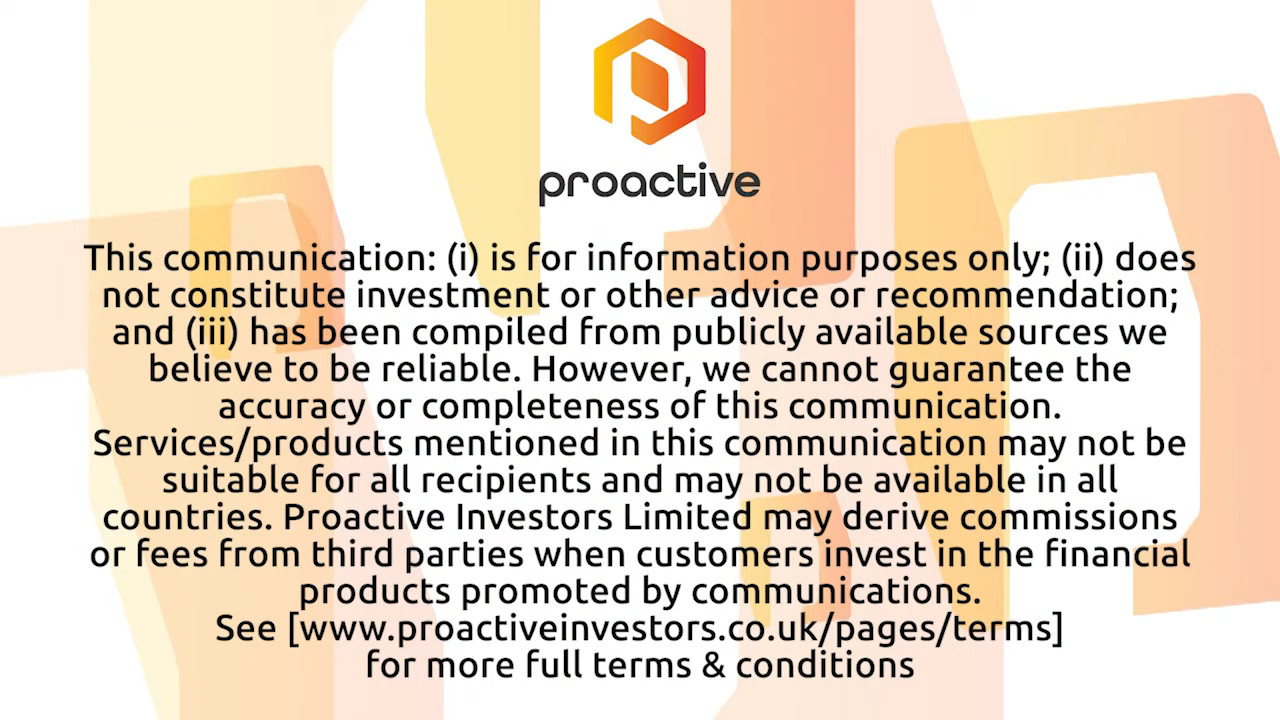 proactive
This communication: (i) is for information purposes only; (ii) does
not constitute investment or other advice or recommendation;
and (iii) has been compiled from publicly available sources we
believe to be reliable. However, we cannot guarantee the
accuracy or completeness of this communication.
Services/products mentioned in this communication may not be
suitable for all recipients and may not be available in all
countries. Proactive Investors Limited may derive commissions
or fees from third parties when customers invest in the financial
products promoted by communications.
See [www.proactiveinvestors.co.uk/pages/terms]
for more full terms & conditions